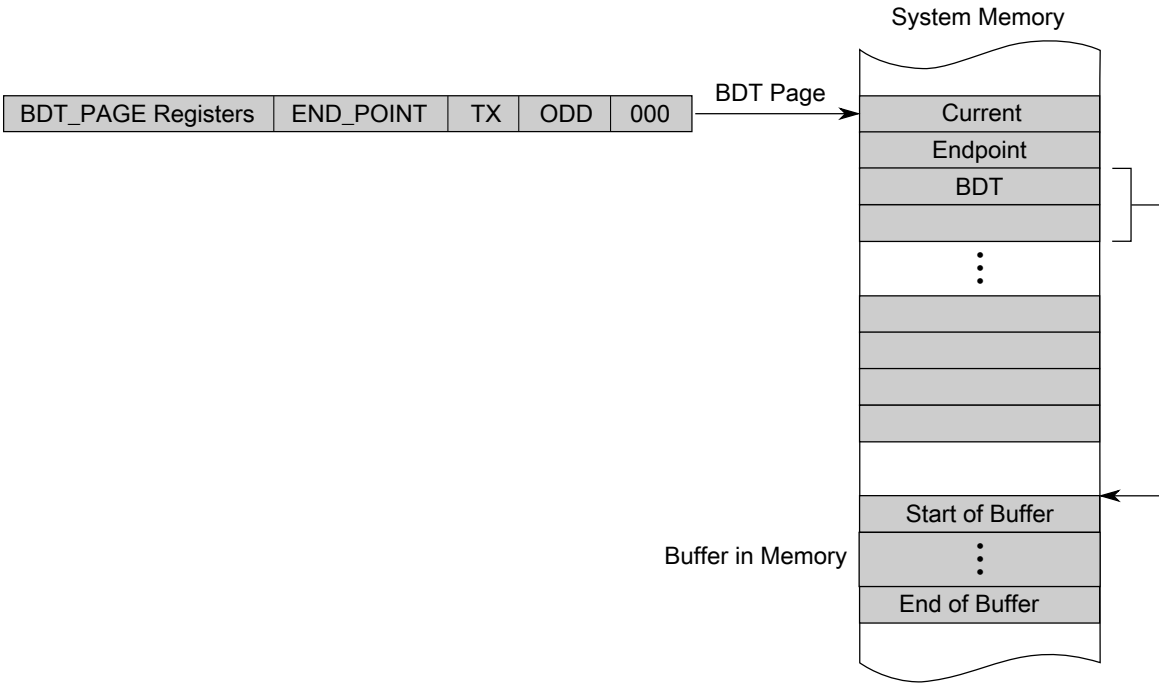 System Memory
BDT_PAGE Registers END_POINT TX ODD 000
BDT Page
Current
Endpoint
BDT
Start of Buffer
Buffer in Memory
End of Buffer